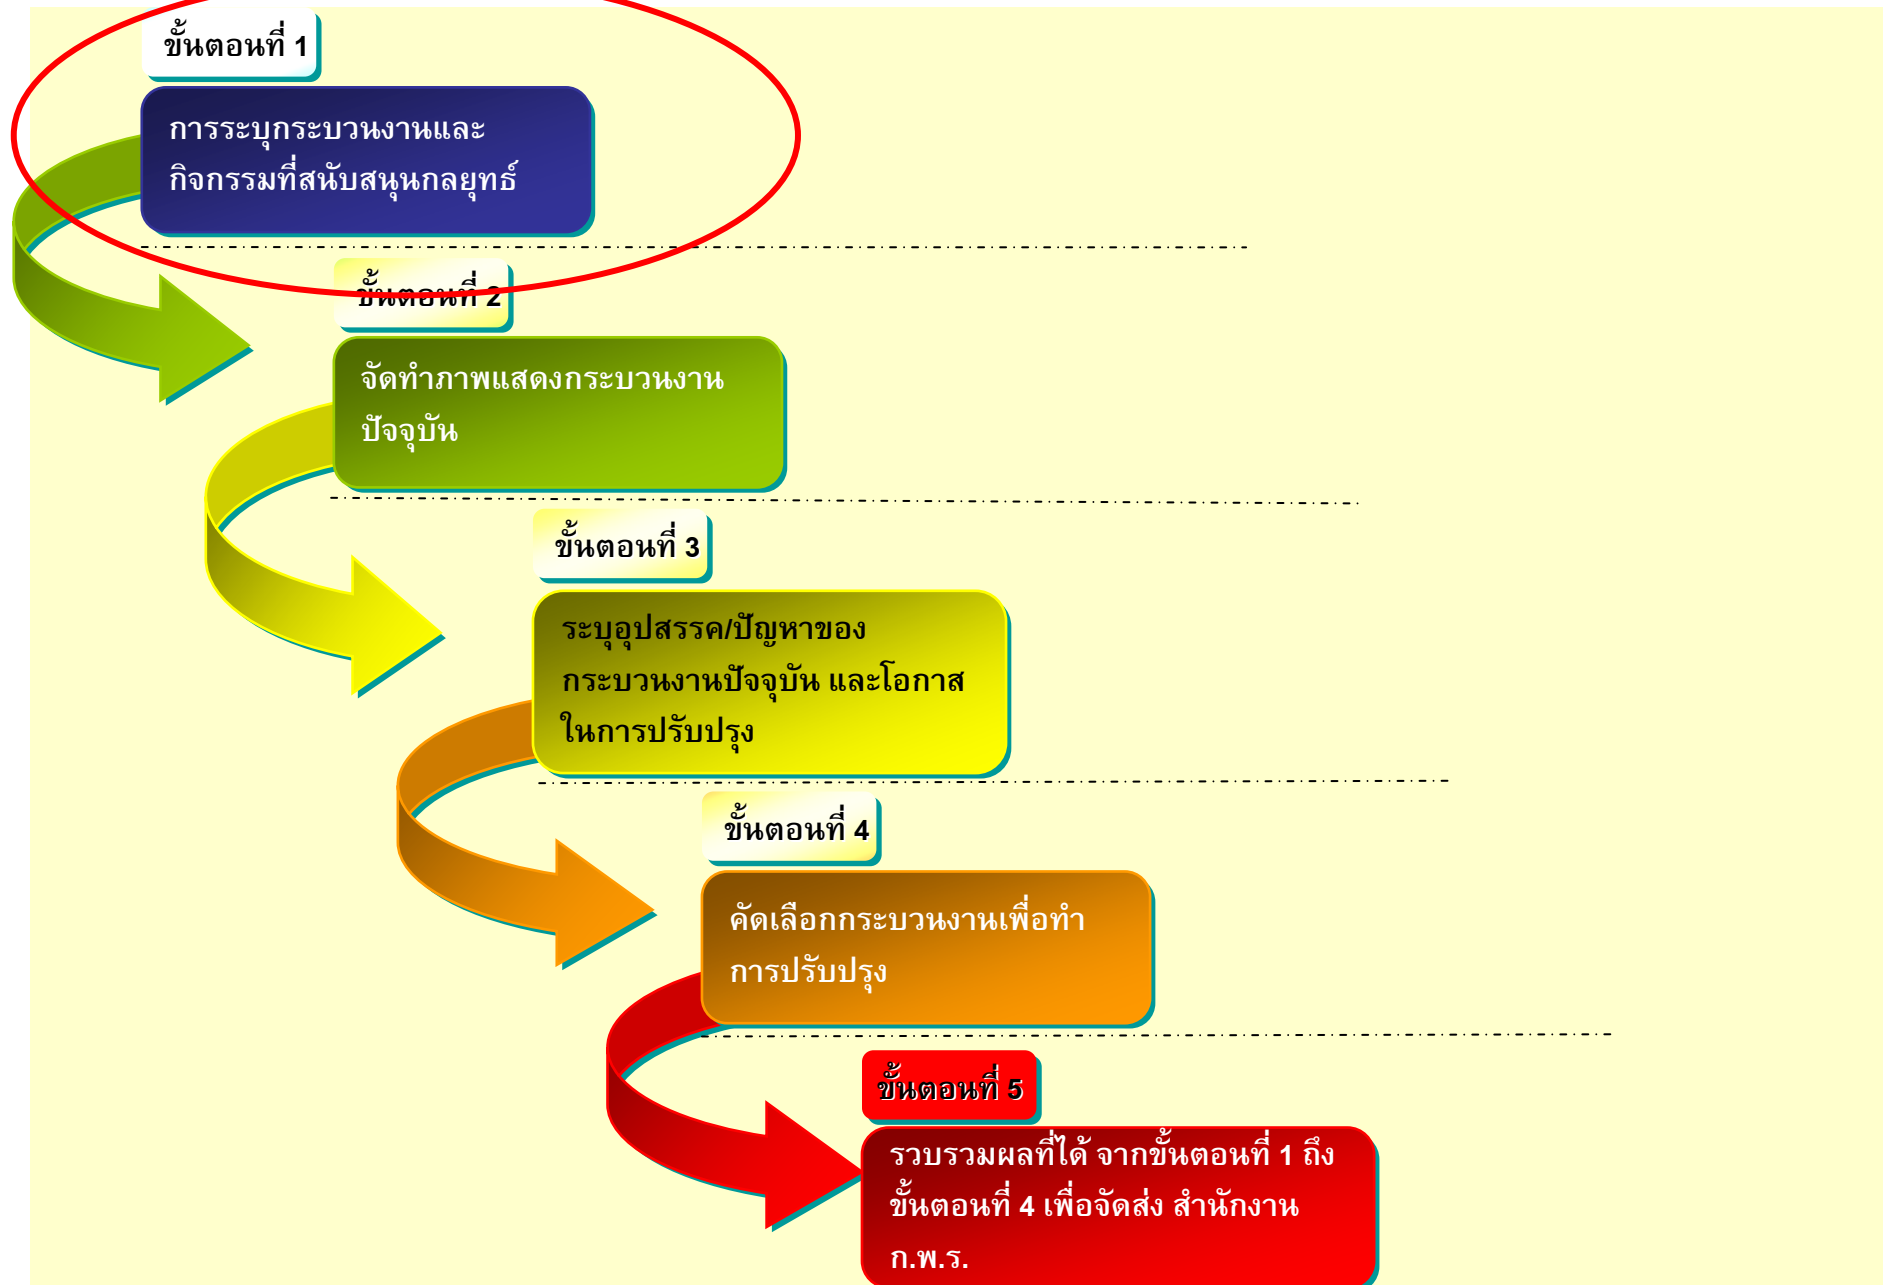 ขั้นตอนที่ 1
การระบุกระบวนงานและ
กิจกรรมที่สนับสนุนกลยุทธ์
ขั้นตอนที่ 2
จัดทำภาพแสดงกระบวนงาน
ปัจจุบัน
ขั้นตอนที่ 3
ระบุอุปสรรค/ปัญหาของ
กระบวนงานปัจจุบัน และโอกาส
ในการปรับปรุง
ขั้นตอนที่ 4
คัดเลือกกระบวนงานเพื่อทำ
การปรับปรุง
ขั้นตอนที่ 5
รวบรวมผลที่ได้ จากขั้นตอนที่ 1 ถึง
ขั้นตอนที่ 4 เพื่อจัดส่ง สำนักงาน
ก.พ.ร.